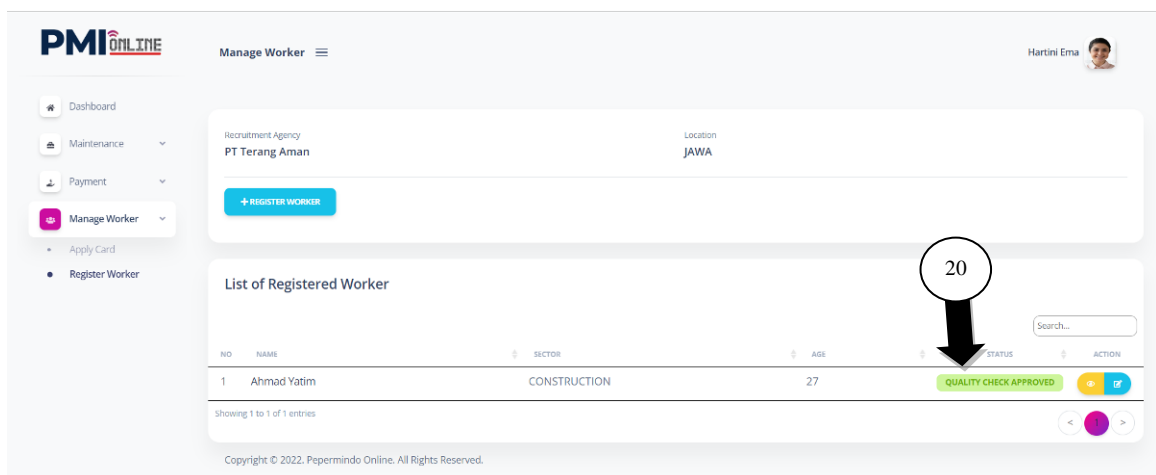 PMI ONLINE
Manage Worker
Hartini Ema
Dashboard
Maintenance
Payment
Manage Worker
Apply Card
Register Worker
Recruitment Agency
PT Terang Aman
Location
JAWA
+ REGISTER WORKER
20
List of Registered Worker
Search...
NO NAME SECTOR AGE STATUS ACTION
1 Ahmad Yatim CONSTRUCTION 27 QUALITY CHECK APPROVED
Showing 1 to 1 of 1 entries
< 1 >
Copyright © 2022. Pepermindo Online. All Rights Reserved.